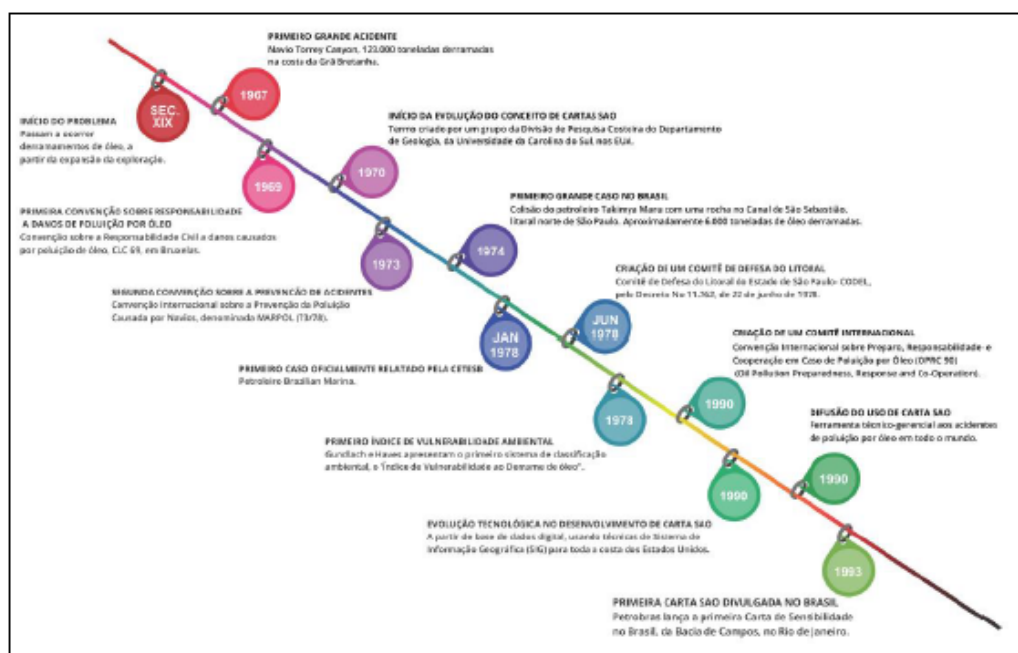 PRIMEIRO GRANDE ACIDENTE
Navio Torrey Canyon, 123.000 toneladas derramadas
na costa da Grã Bretanha.
SEC.
XIX
1967
INÍCIO DO PROBLEMA
Passam a ocorrer
derramamentos de óleo, a
partir da expansão da exploração.
INÍCIO DA EVOLUÇÃO DO CONCEITO DE CARTAS SAO
Termo criado por um grupo da Divisão de Pesquisa Costeira do Departamento
de Geologia, da Universidade da Carolina do Sul, nos EUA.
1969
1970
PRIMEIRA CONVENÇÃO SOBRE RESPONSABILIDADE
A DANOS DE POLUIÇÃO POR ÓLEO
Convenção sobre a Responsabilidade Civil a danos causados
por poluição de óleo, CLC 69, em Bruxelas.
PRIMEIRO GRANDE CASO NO BRASIL
Colisão do petroleiro Takimya Maru com uma rocha no Canal de São Sebastião,
litoral norte de São Paulo. Aproximadamente 6.000 toneladas de óleo derramadas.
1973
1974
SEGUNDA CONVENÇÃO SOBRE A PREVENCÃO DE ACIDENTES
Convenção Internacional sobre a Prevenção da Poluição
Causada por Navios, denominada MARPOL (73/78).
CRIAÇÃO DE UM COMITÊ DE DEFESA DO LITORAL
Comitê de Defesa do Litoral do Estado de São Paulo- CODEL,
pelo Decreto No 11.762, de 22 de junho de 1978.
JAN
1978
JUN
1978
PRIMEIRO CASO OFICIALMENTE RELATADO PELA CETESB
Petroleiro Brazilian Marina.
CRIAÇÃO DE UM COMITÊ INTERNACIONAL
Convenção Internacional sobre Preparo, Responsabilidade e
Cooperação em Caso de Poluição por Óleo (OPRC 90)
(Oil Pollution Preparedness, Response and Co-Operation).
1978
1990
PRIMEIRO ÍNDICE DE VULNERABILIDADE AMBIENTAL
Gundlach e Hayes apresentam o primeiro sistema de classificação
ambiental, o "Índice de Vulnerabilidade ao Derrame de óleo".
DIFUSÃO DO USO DE CARTA SAO
Ferramenta técnico-gerencial aos acidentes
de poluição por óleo em todo o mundo.
1990
1990
EVOLUÇÃO TECNOLÓGICA NO DESENVOLVIMENTO DE CARTA SAO
A partir de base de dados digital, usando técnicas de Sistema de
Informação Geográfica (SIG) para toda a costa dos Estados Unidos.
1993
PRIMEIRA CARTA SAO DIVULGADA NO BRASIL
Petrobras lança a primeira Carta de Sensibilidade
no Brasil, da Bacia de Campos, no Rio de Janeiro.